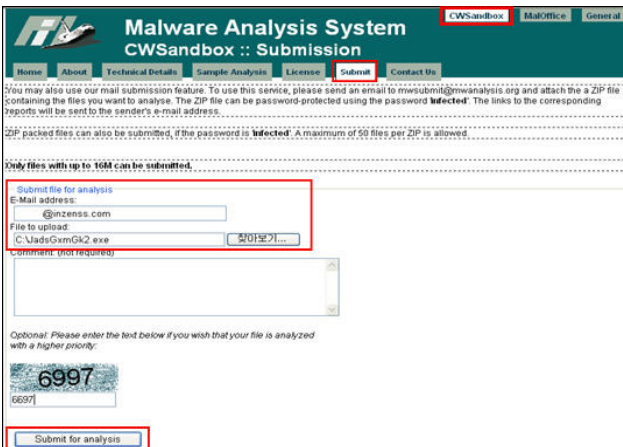 CWSandbox MalOffice General
Malware Analysis System
CWSandbox :: Submission
Home About Technical Details Sample Analysis License Submit Contact Us
You may also use our mail submission feature. To use this service, please send an email to mwsubmit@mwanalysis.org and attach the a ZIP file
containing the files you want to analyse. The ZIP file can be password-protected using the password 'infected'. The links to the corresponding
reports will be sent to the sender's e-mail address.
ZIP packed files can also be submitted, if the password is 'infected'. A maximum of 50 files per ZIP is allowed.
Only files with up to 16M can be submitted.
Submit file for analysis
E-Mail address:
@inzenss.com
File to upload:
C:\JadsGxmGk2.exe 찾아보기...
Comment: (not required)
Optional: Please enter the text below if you wish that your file is analyzed
with a higher priority:
6997
6697
Submit for analysis